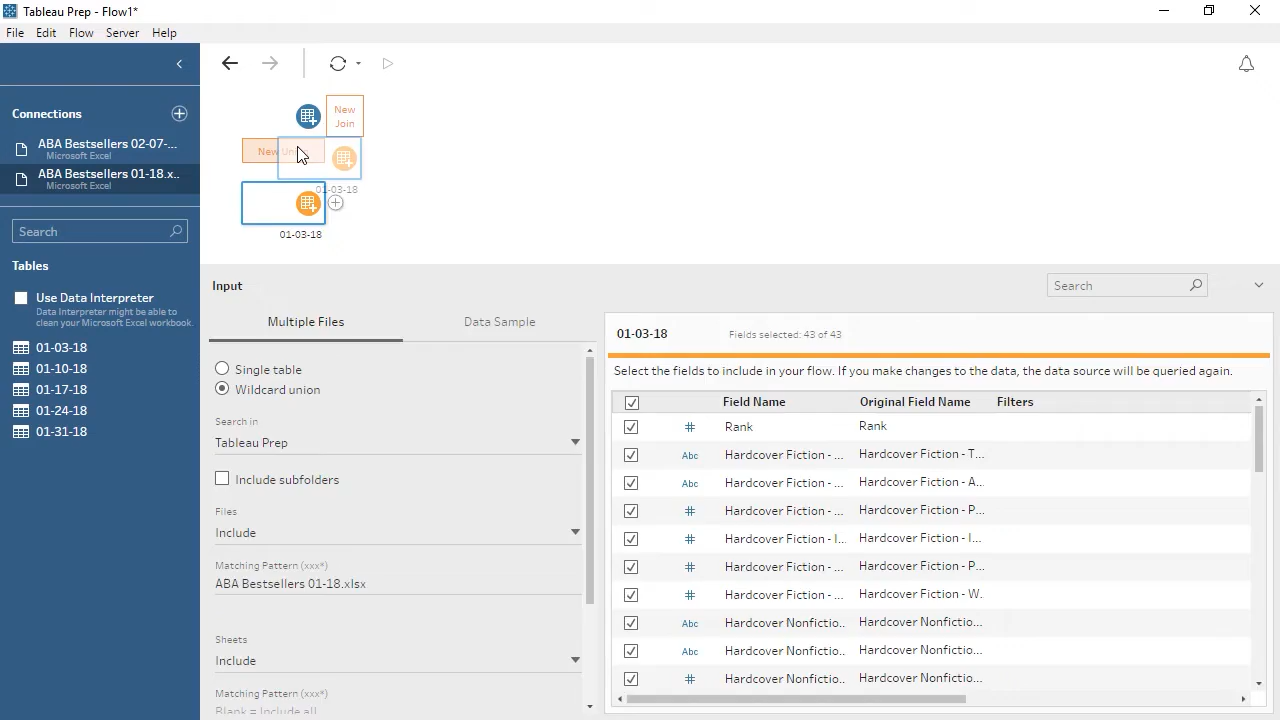 Tableau Prep - Flow1*
File Edit Flow Server Help
Connections
ABA Bestsellers 02-07-...
Microsoft Excel
ABA Bestsellers 01-18.x..
Microsoft Excel
Search
Tables
Use Data Interpreter
Data Interpreter might be able to
clean your Microsoft Excel workbook.
01-03-18
01-10-18
01-17-18
01-24-18
01-31-18
New
Join
New
01-03-18
01-03-18
Input
Search
Multiple Files Data Sample
Single table
Wildcard union
Search in
Tableau Prep
Include subfolders
Files
Include
Matching Pattern (xxx*)
ABA Bestsellers 01-18.xlsx
Sheets
Include
Matching Pattern (xxx*)
Blank = Include all
01-03-18 Fields selected: 43 of 43
Select the fields to include in your flow. If you make changes to the data, the data source will be queried again.
Field Name Original Field Name Filters
# Rank Rank
Abc Hardcover Fiction - ... Hardcover Fiction - T...
Abc Hardcover Fiction - ... Hardcover Fiction - A...
# Hardcover Fiction - ... Hardcover Fiction - P...
# Hardcover Fiction - I... Hardcover Fiction - I...
# Hardcover Fiction - ... Hardcover Fiction - P...
# Hardcover Fiction - ... Hardcover Fiction - W.
Abc Hardcover Nonfictio.. Hardcover Nonfictio...
Abc Hardcover Nonfictio.. Hardcover Nonfictio...
# Hardcover Nonfictio.. Hardcover Nonfictio...